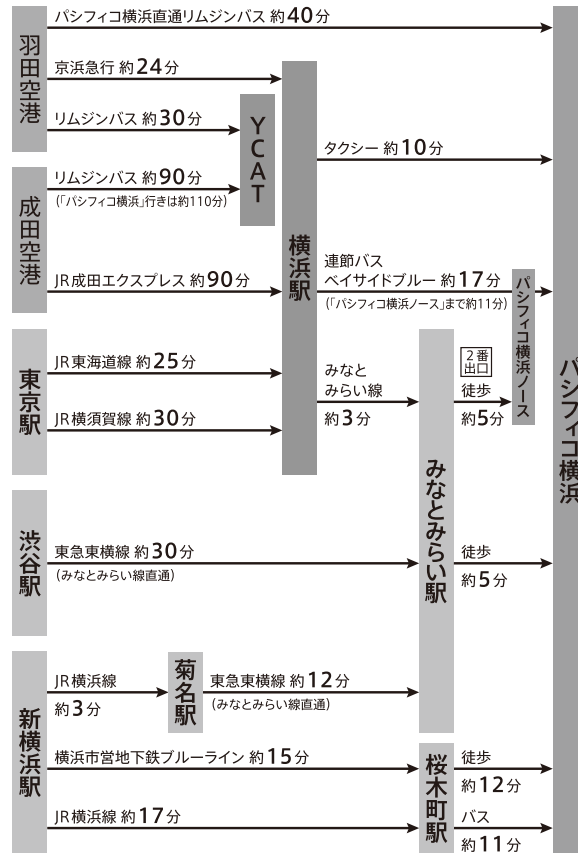 羽田空港
パシフィコ横浜直通リムジンバス 約40分
京浜急行 約24分
リムジンバス 約30分
YCAT
成田空港
リムジンバス 約90分
(「パシフィコ横浜」行きは約110分)
JR成田エクスプレス 約90分
横浜駅
タクシー 約10分
連節バス
ベイサイドブルー 約17分
(「パシフィコ横浜ノース」まで約11分)
パシフィコ横浜ノース
東京駅
JR東海道線 約25分
JR横須賀線 約30分
みなと
みらい線
約3分
みなとみらい駅
2番
出口
徒歩
約5分
パシフィコ横浜
渋谷駅
東急東横線 約30分
(みなとみらい線直通)
徒歩
約5分
新横浜駅
JR横浜線
約3分
菊名駅
東急東横線 約12分
(みなとみらい線直通)
横浜市営地下鉄ブルーライン 約15分
JR横浜線 約17分
桜木町駅
徒歩
約12分
バス
約11分